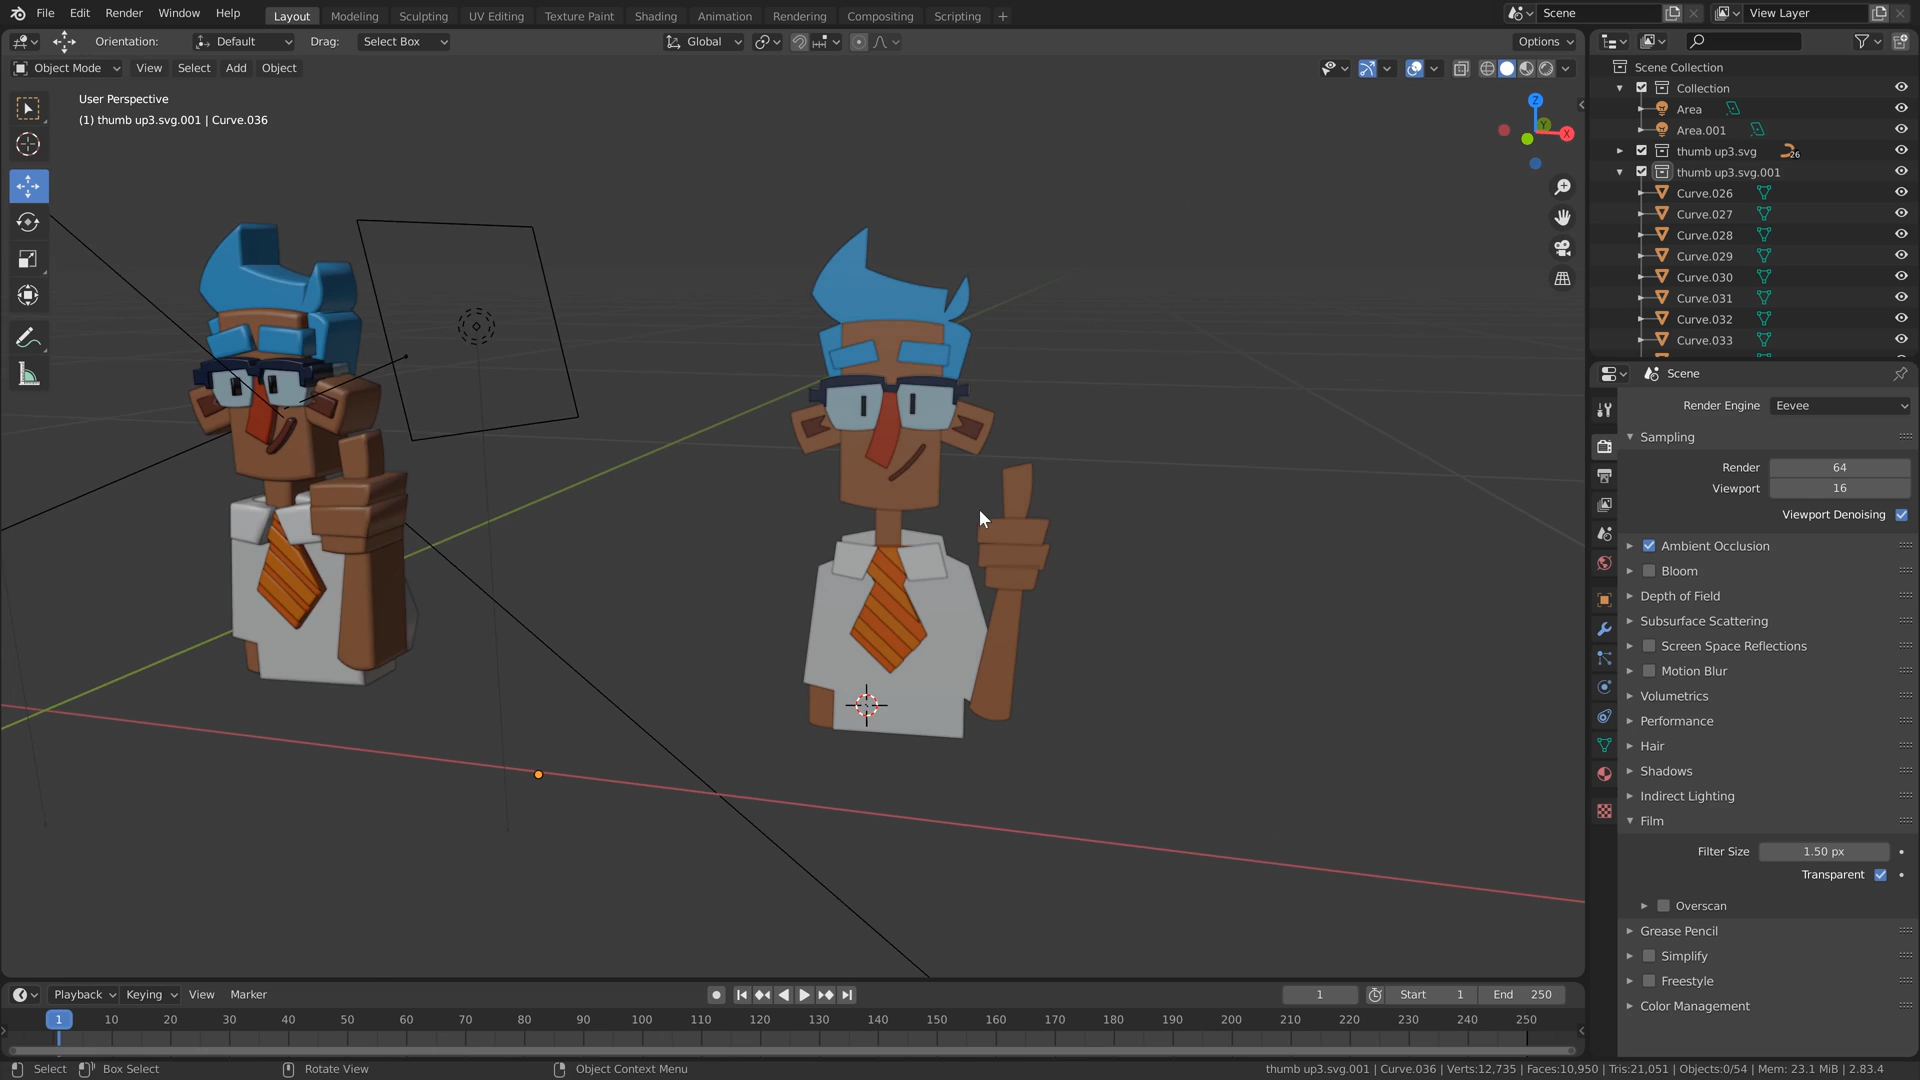 File Edit Render Window Help Layout Modeling Sculpting UV Editing Texture Paint Shading Animation Rendering Compositing Scripting + Scene View Layer
Orientation: Default Drag: Select Box Global Options
Object Mode View Select Add Object
User Perspective
(1) thumb up3.svg.001 | Curve.036
Z
Y
X
Scene Collection
Collection
Area
Area.001
thumb up3.svg 26
thumb up3.svg.001
Curve.026
Curve.027
Curve.028
Curve.029
Curve.030
Curve.031
Curve.032
Curve.033
Scene
Render Engine Eevee
Sampling
Render 64
Viewport 16
Viewport Denoising
Ambient Occlusion
Bloom
Depth of Field
Subsurface Scattering
Screen Space Reflections
Motion Blur
Volumetrics
Performance
Hair
Shadows
Indirect Lighting
Film
Filter Size 1.50 px
Transparent
Overscan
Grease Pencil
Simplify
Freestyle
Color Management
Playback Keying View Marker 1 Start 1 End 250
1 10 20 30 40 50 60 70 80 90 100 110 120 130 140 150 160 170 180 190 200 210 220 230 240 250
Select Box Select Rotate View Object Context Menu thumb up3.svg.001 | Curve.036 | Verts:12,735 | Faces:10,950 | Tris:21,051 | Objects:0/54 | Mem: 23.1 MiB | 2.83.4